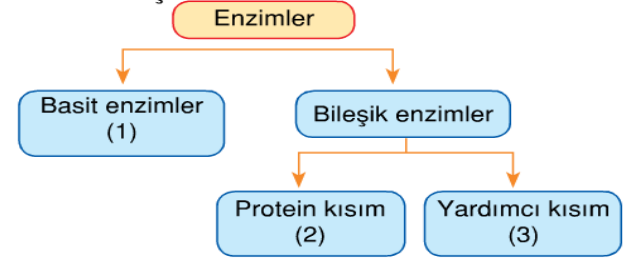 Enzimler
Basit enzimler
(1)
Bileşik enzimler
Protein kısım
(2)
Yardımcı kısım
(3)